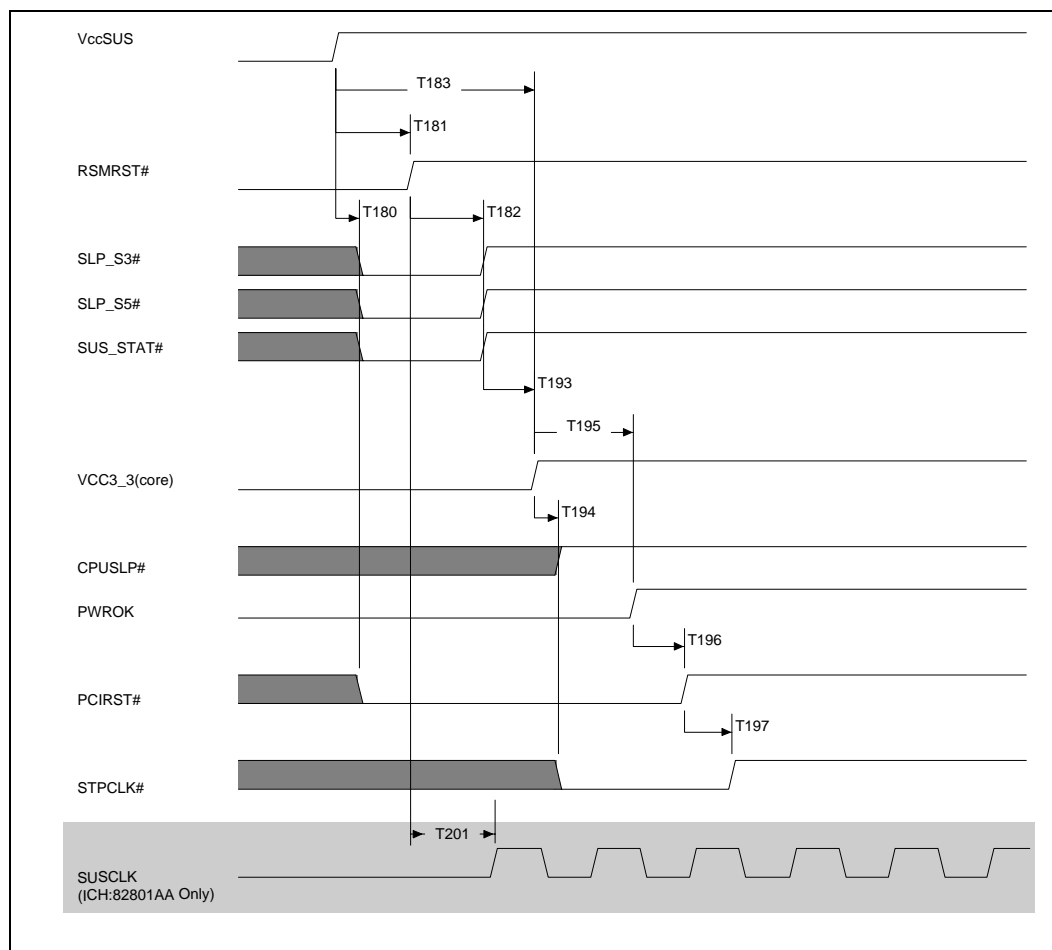 VccSUS
T183
T181
RSMRST#
T180
T182
SLP_S3#
SLP_S5#
SUS_STAT#
T193
T195
VCC3_3(core)
T194
CPUSLP#
PWROK
T196
PCIRST#
T197
STPCLK#
T201
SUSCLK
(ICH:82801AA Only)